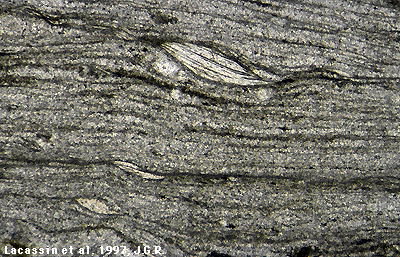 Lacassin et al. 1997, J.G.R.